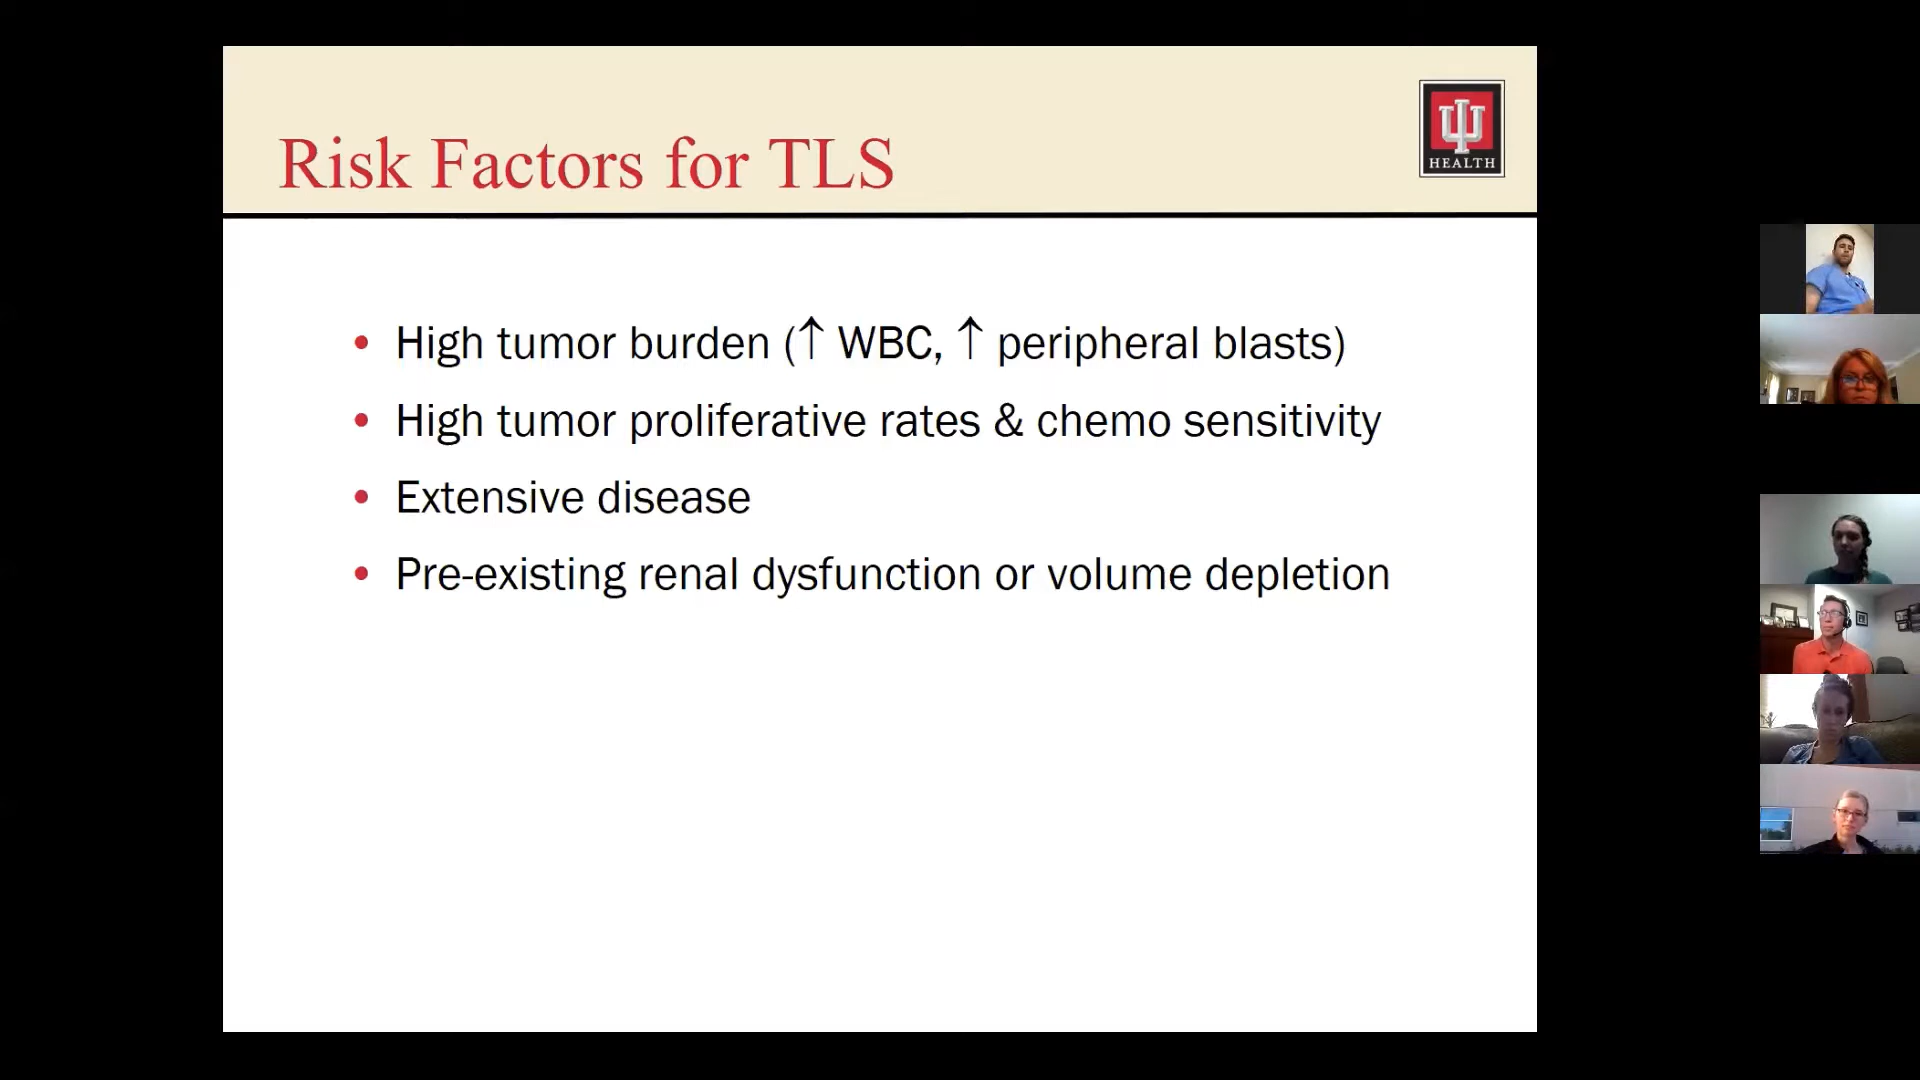 Risk Factors for TLS
HEALTH
• High tumor burden (↑ WBC, ↑ peripheral blasts)
• High tumor proliferative rates & chemo sensitivity
• Extensive disease
• Pre-existing renal dysfunction or volume depletion